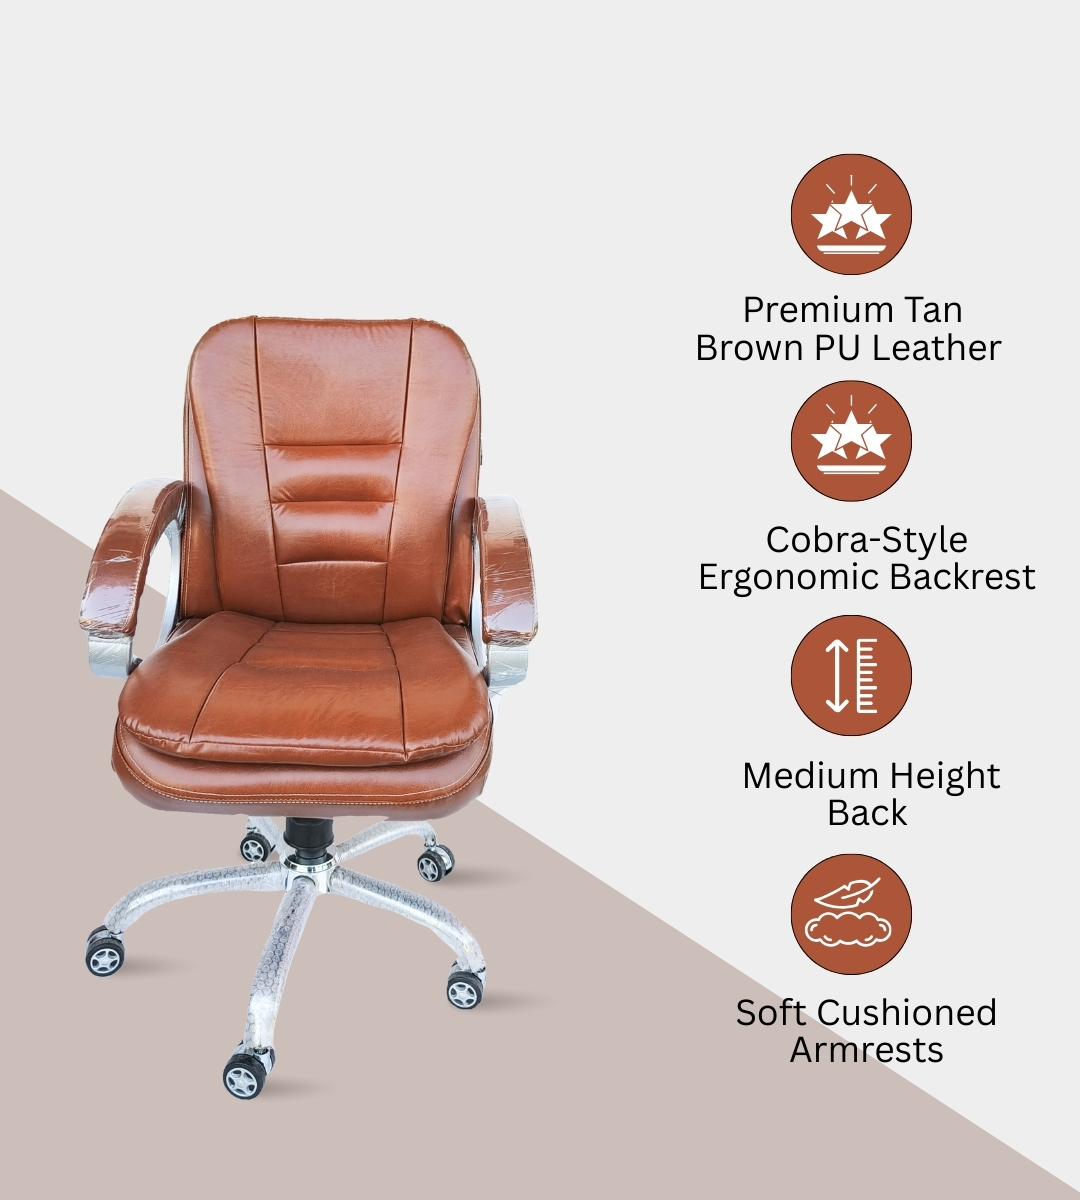 Premium Tan
Brown PU Leather
Cobra-Style
Ergonomic Backrest
Medium Height
Back
Soft Cushioned
Armrests